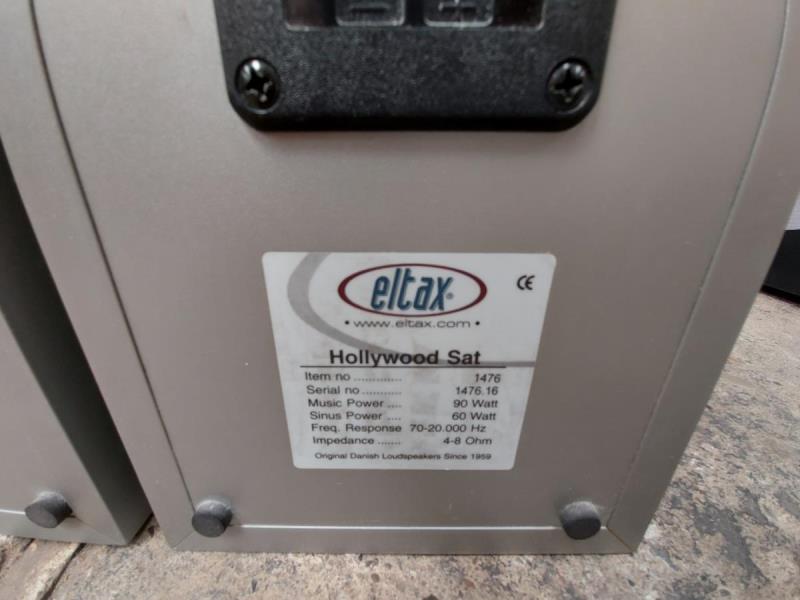 eltax®
CE
• www.eltax.com •
Hollywood Sat
Item no ............. 1476
Serial no ........... 1476.16
Music Power .... 90 Watt
Sinus Power .... 60 Watt
Freq. Response 70-20.000 Hz
Impedance ....... 4-8 Ohm
Original Danish Loudspeakers Since 1959